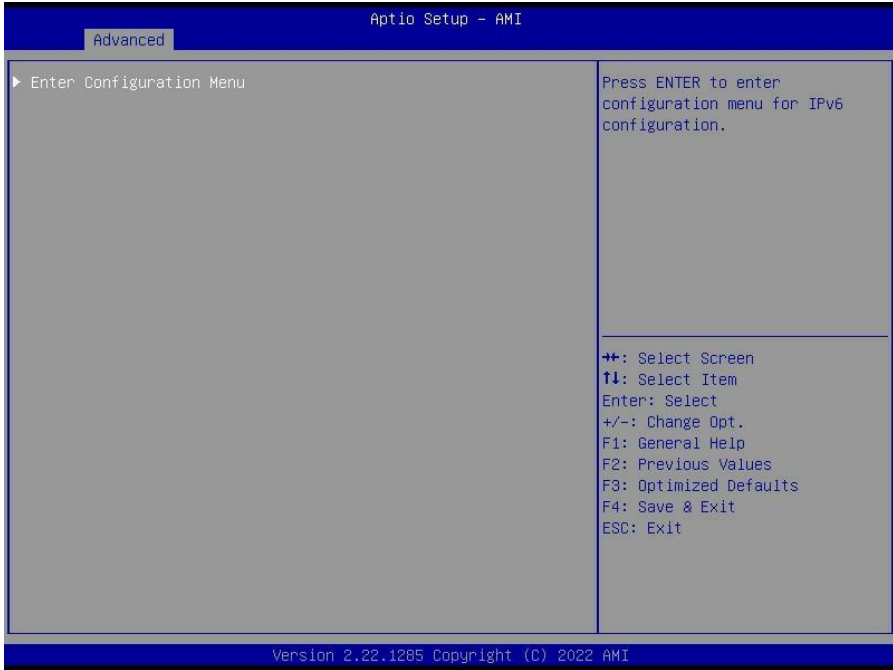 Aptio Setup – AMI
Advanced
▶ Enter Configuration Menu
Press ENTER to enter
configuration menu for IPv6
configuration.
→←: Select Screen
↑↓: Select Item
Enter: Select
+/-: Change Opt.
F1: General Help
F2: Previous Values
F3: Optimized Defaults
F4: Save & Exit
ESC: Exit
Version 2.22.1285 Copyright (C) 2022 AMI